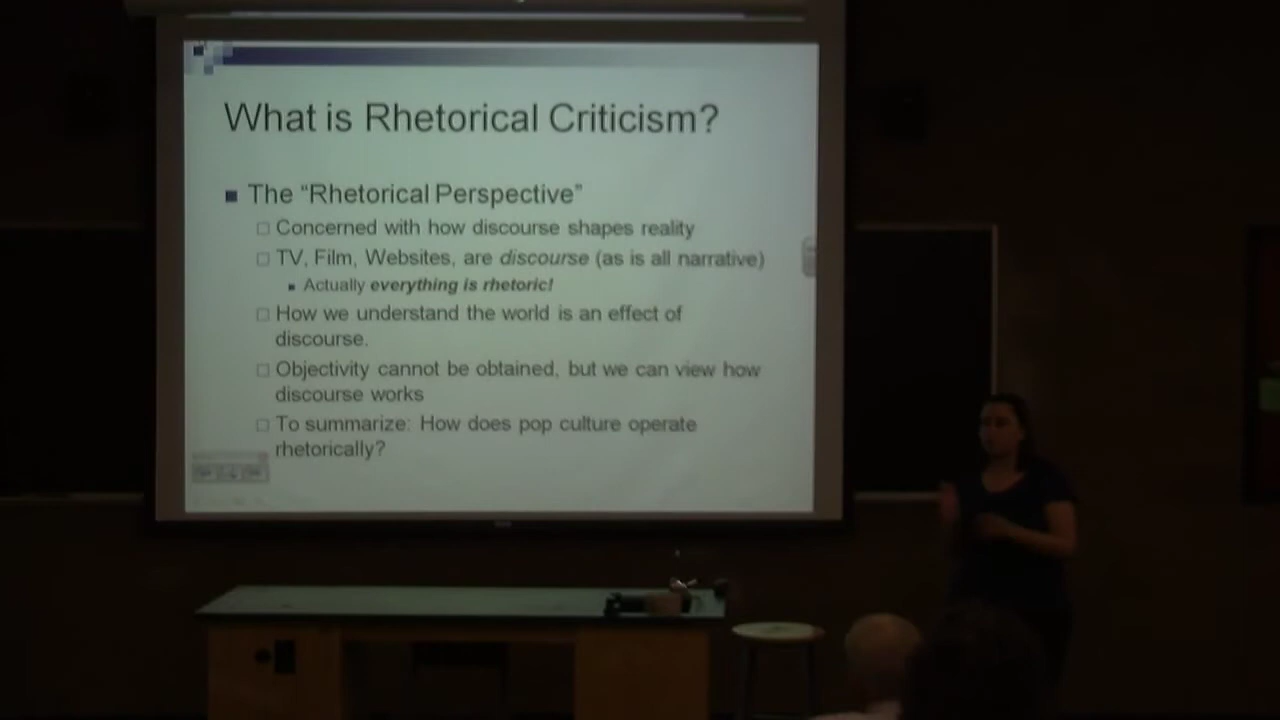 What is Rhetorical Criticism?
The “Rhetorical Perspective”
Concerned with how discourse shapes reality
TV, Film, Websites, are discourse (as is all narrative)
Actually everything is rhetoric!
How we understand the world is an effect of
discourse.
Objectivity cannot be obtained, but we can view how
discourse works
To summarize: How does pop culture operate
rhetorically?